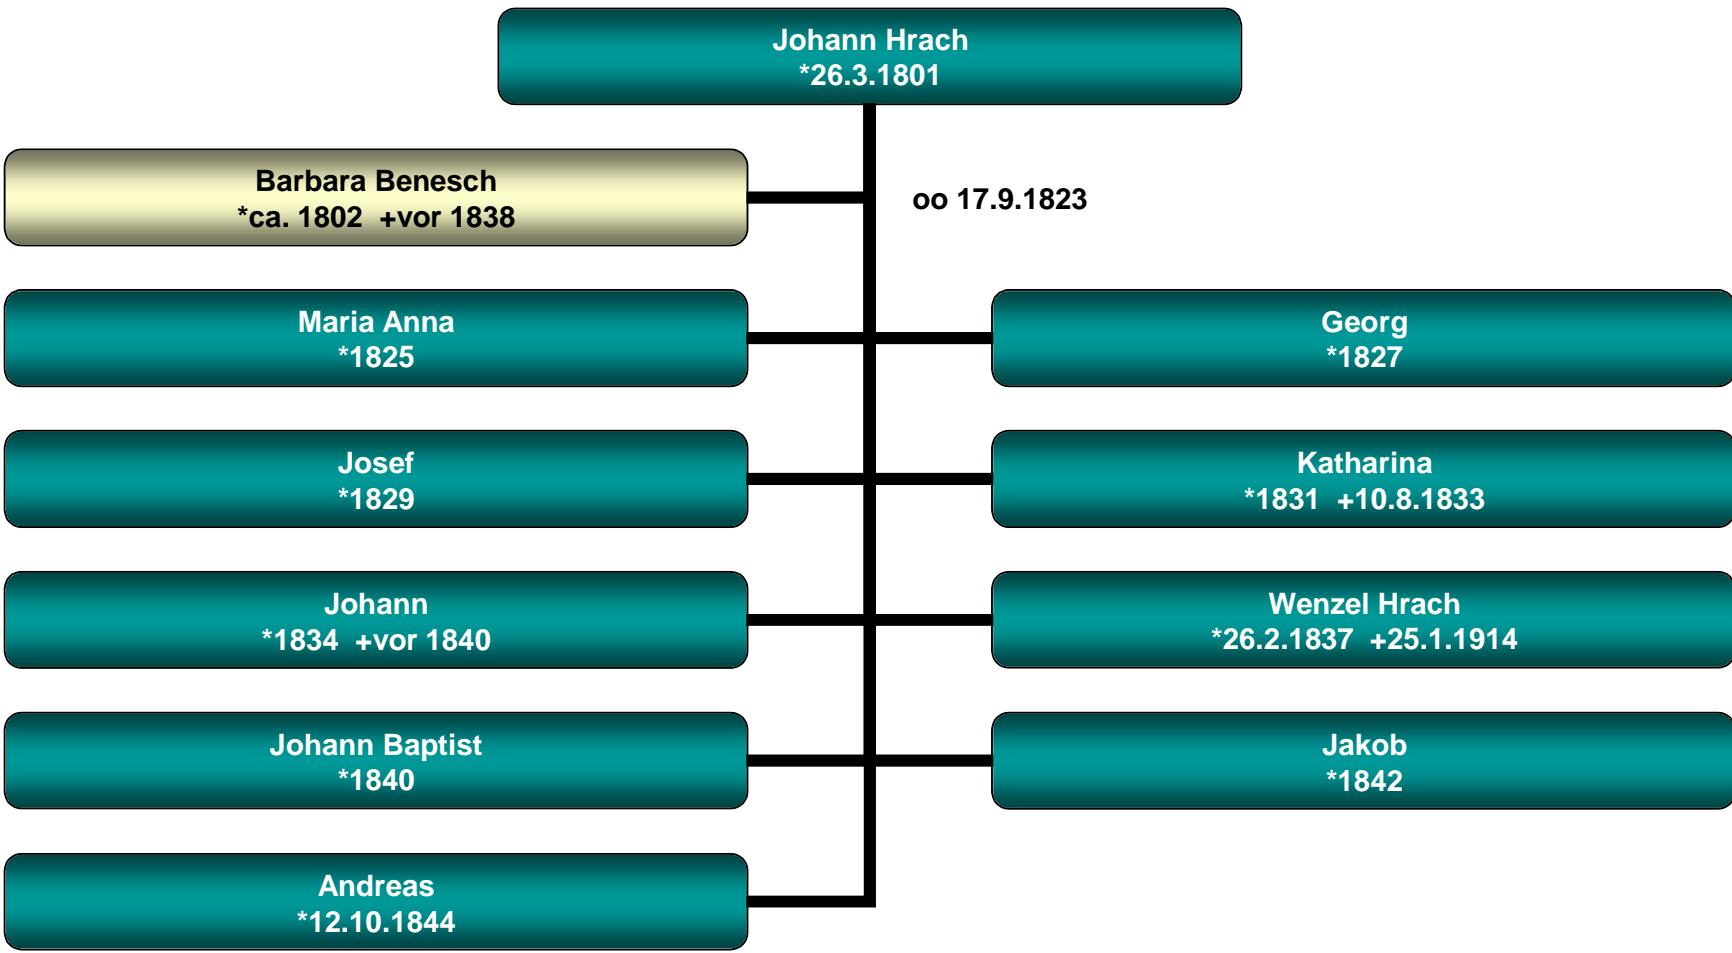 Johann Hrach
*26.3.1801
Barbara Benesch
*ca. 1802  +vor 1838
oo 17.9.1823
Maria Anna
*1825
Georg
*1827
Josef
*1829
Katharina
*1831  +10.8.1833
Johann
*1834  +vor 1840
Wenzel Hrach
*26.2.1837  +25.1.1914
Johann Baptist
*1840
Jakob
*1842
Andreas
*12.10.1844